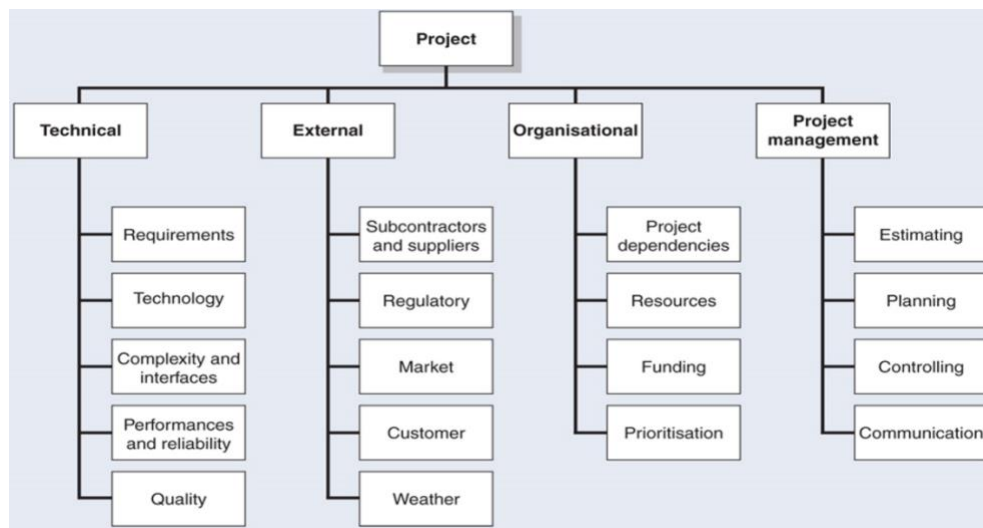 Project
Technical
External
Organisational
Project
management
Requirements
Technology
Complexity and
interfaces
Performances
and reliability
Quality
Subcontractors
and suppliers
Regulatory
Market
Customer
Weather
Project
dependencies
Resources
Funding
Prioritisation
Estimating
Planning
Controlling
Communication